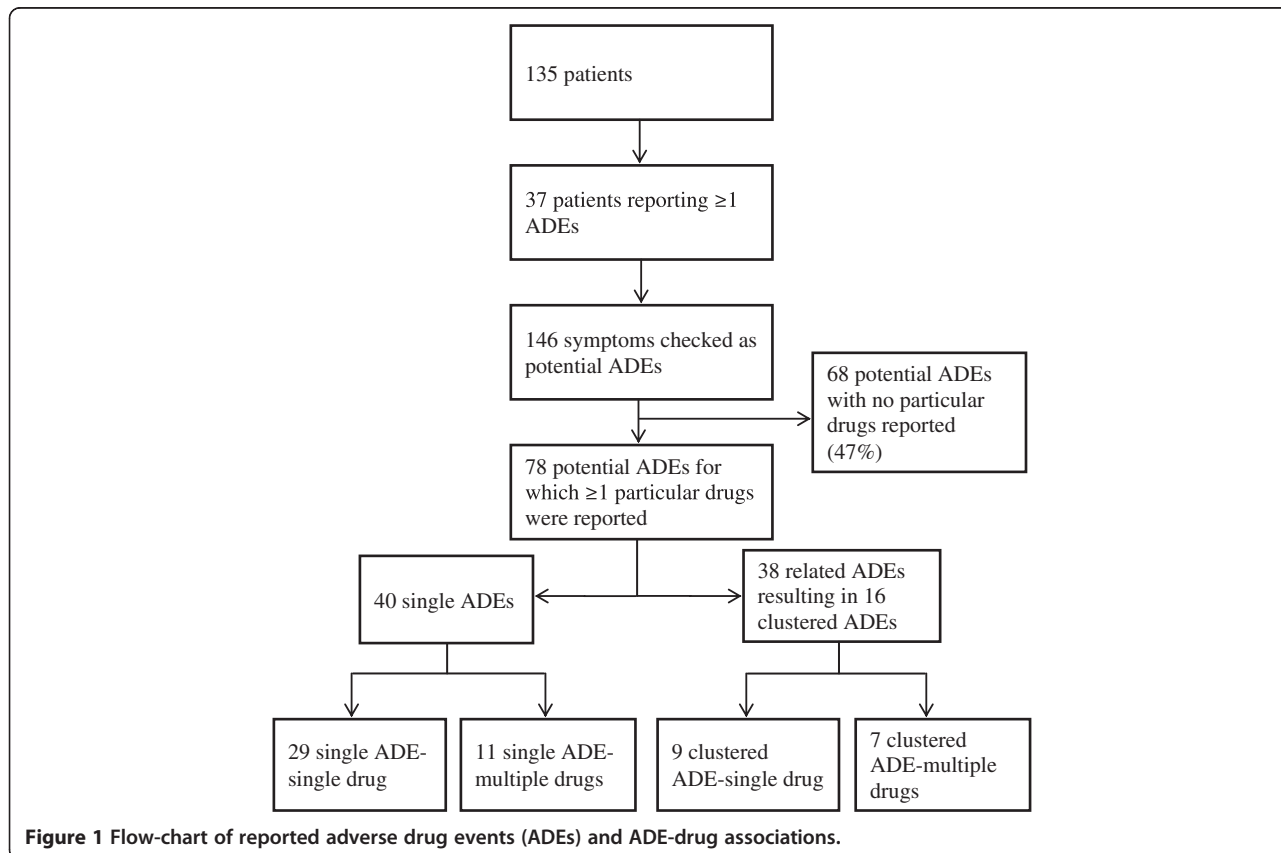 135 patients
37 patients reporting ≥1
ADEs
146 symptoms checked as
potential ADEs
68 potential ADEs
with no particular
drugs reported
(47%)
78 potential ADEs for
which ≥1 particular drugs
were reported
40 single ADEs
38 related ADEs
resulting in 16
clustered ADEs
29 single ADE-
single drug
11 single ADE-
multiple drugs
9 clustered
ADE-single drug
7 clustered
ADE-multiple
drugs
Figure 1 Flow-chart of reported adverse drug events (ADEs) and ADE-drug associations.